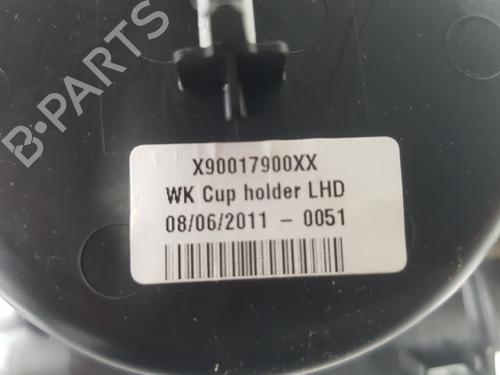 B-PARTS
X90017900XX
WK Cup holder LHD
08/06/2011 - 0051